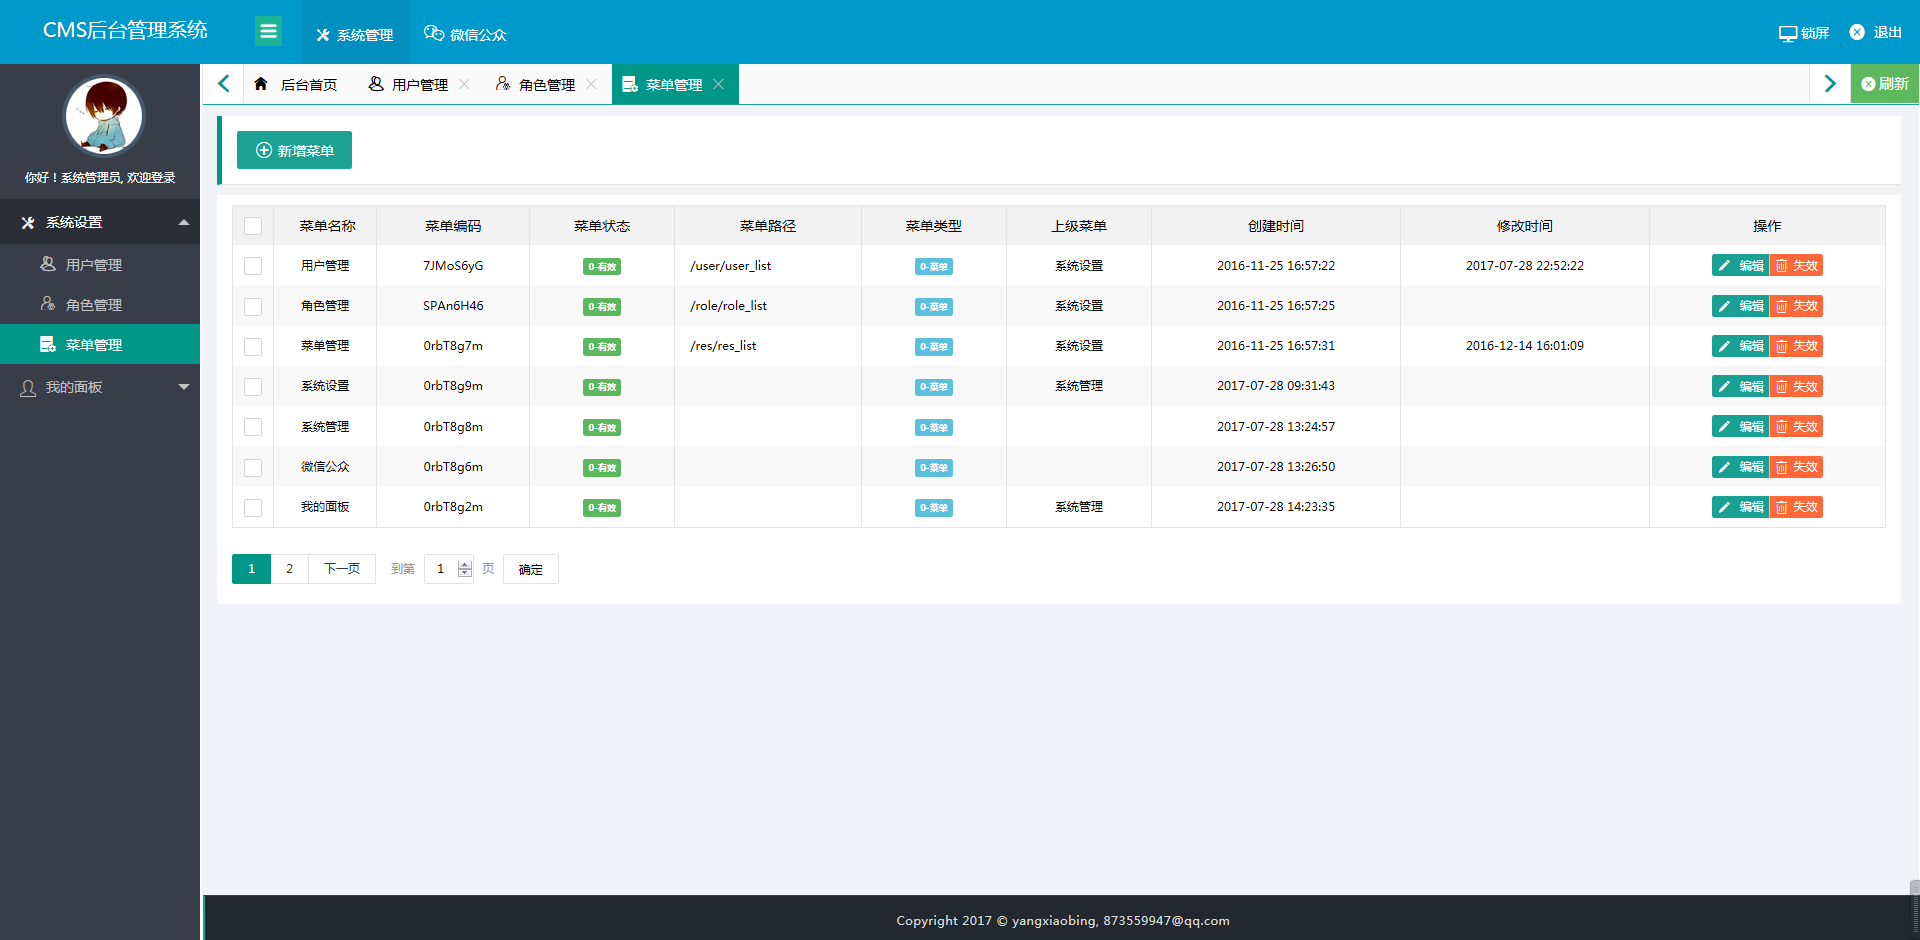 CMS后台管理系统
系统管理
微信公众
锁屏
退出
后台首页
用户管理
角色管理
菜单管理
刷新
你好！系统管理员, 欢迎登录
系统设置
用户管理
角色管理
菜单管理
我的面板
新增菜单
菜单名称 菜单编码 菜单状态 菜单路径 菜单类型 上级菜单 创建时间 修改时间 操作
用户管理 7JMoS6yG 0-有效 /user/user_list 0-菜单 系统设置 2016-11-25 16:57:22 2017-07-28 22:52:22 编辑 失效
角色管理 SPAn6H46 0-有效 /role/role_list 0-菜单 系统设置 2016-11-25 16:57:25 编辑 失效
菜单管理 0rbT8g7m 0-有效 /res/res_list 0-菜单 系统设置 2016-11-25 16:57:31 2016-12-14 16:01:09 编辑 失效
系统设置 0rbT8g9m 0-有效 0-菜单 系统管理 2017-07-28 09:31:43 编辑 失效
系统管理 0rbT8g8m 0-有效 0-菜单 2017-07-28 13:24:57 编辑 失效
微信公众 0rbT8g6m 0-有效 0-菜单 2017-07-28 13:26:50 编辑 失效
我的面板 0rbT8g2m 0-有效 0-菜单 系统管理 2017-07-28 14:23:35 编辑 失效
1 2 下一页 到第 1 页 确定
Copyright 2017 © yangxiaobing, 873559947@qq.com